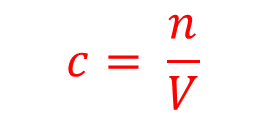 c = n/V